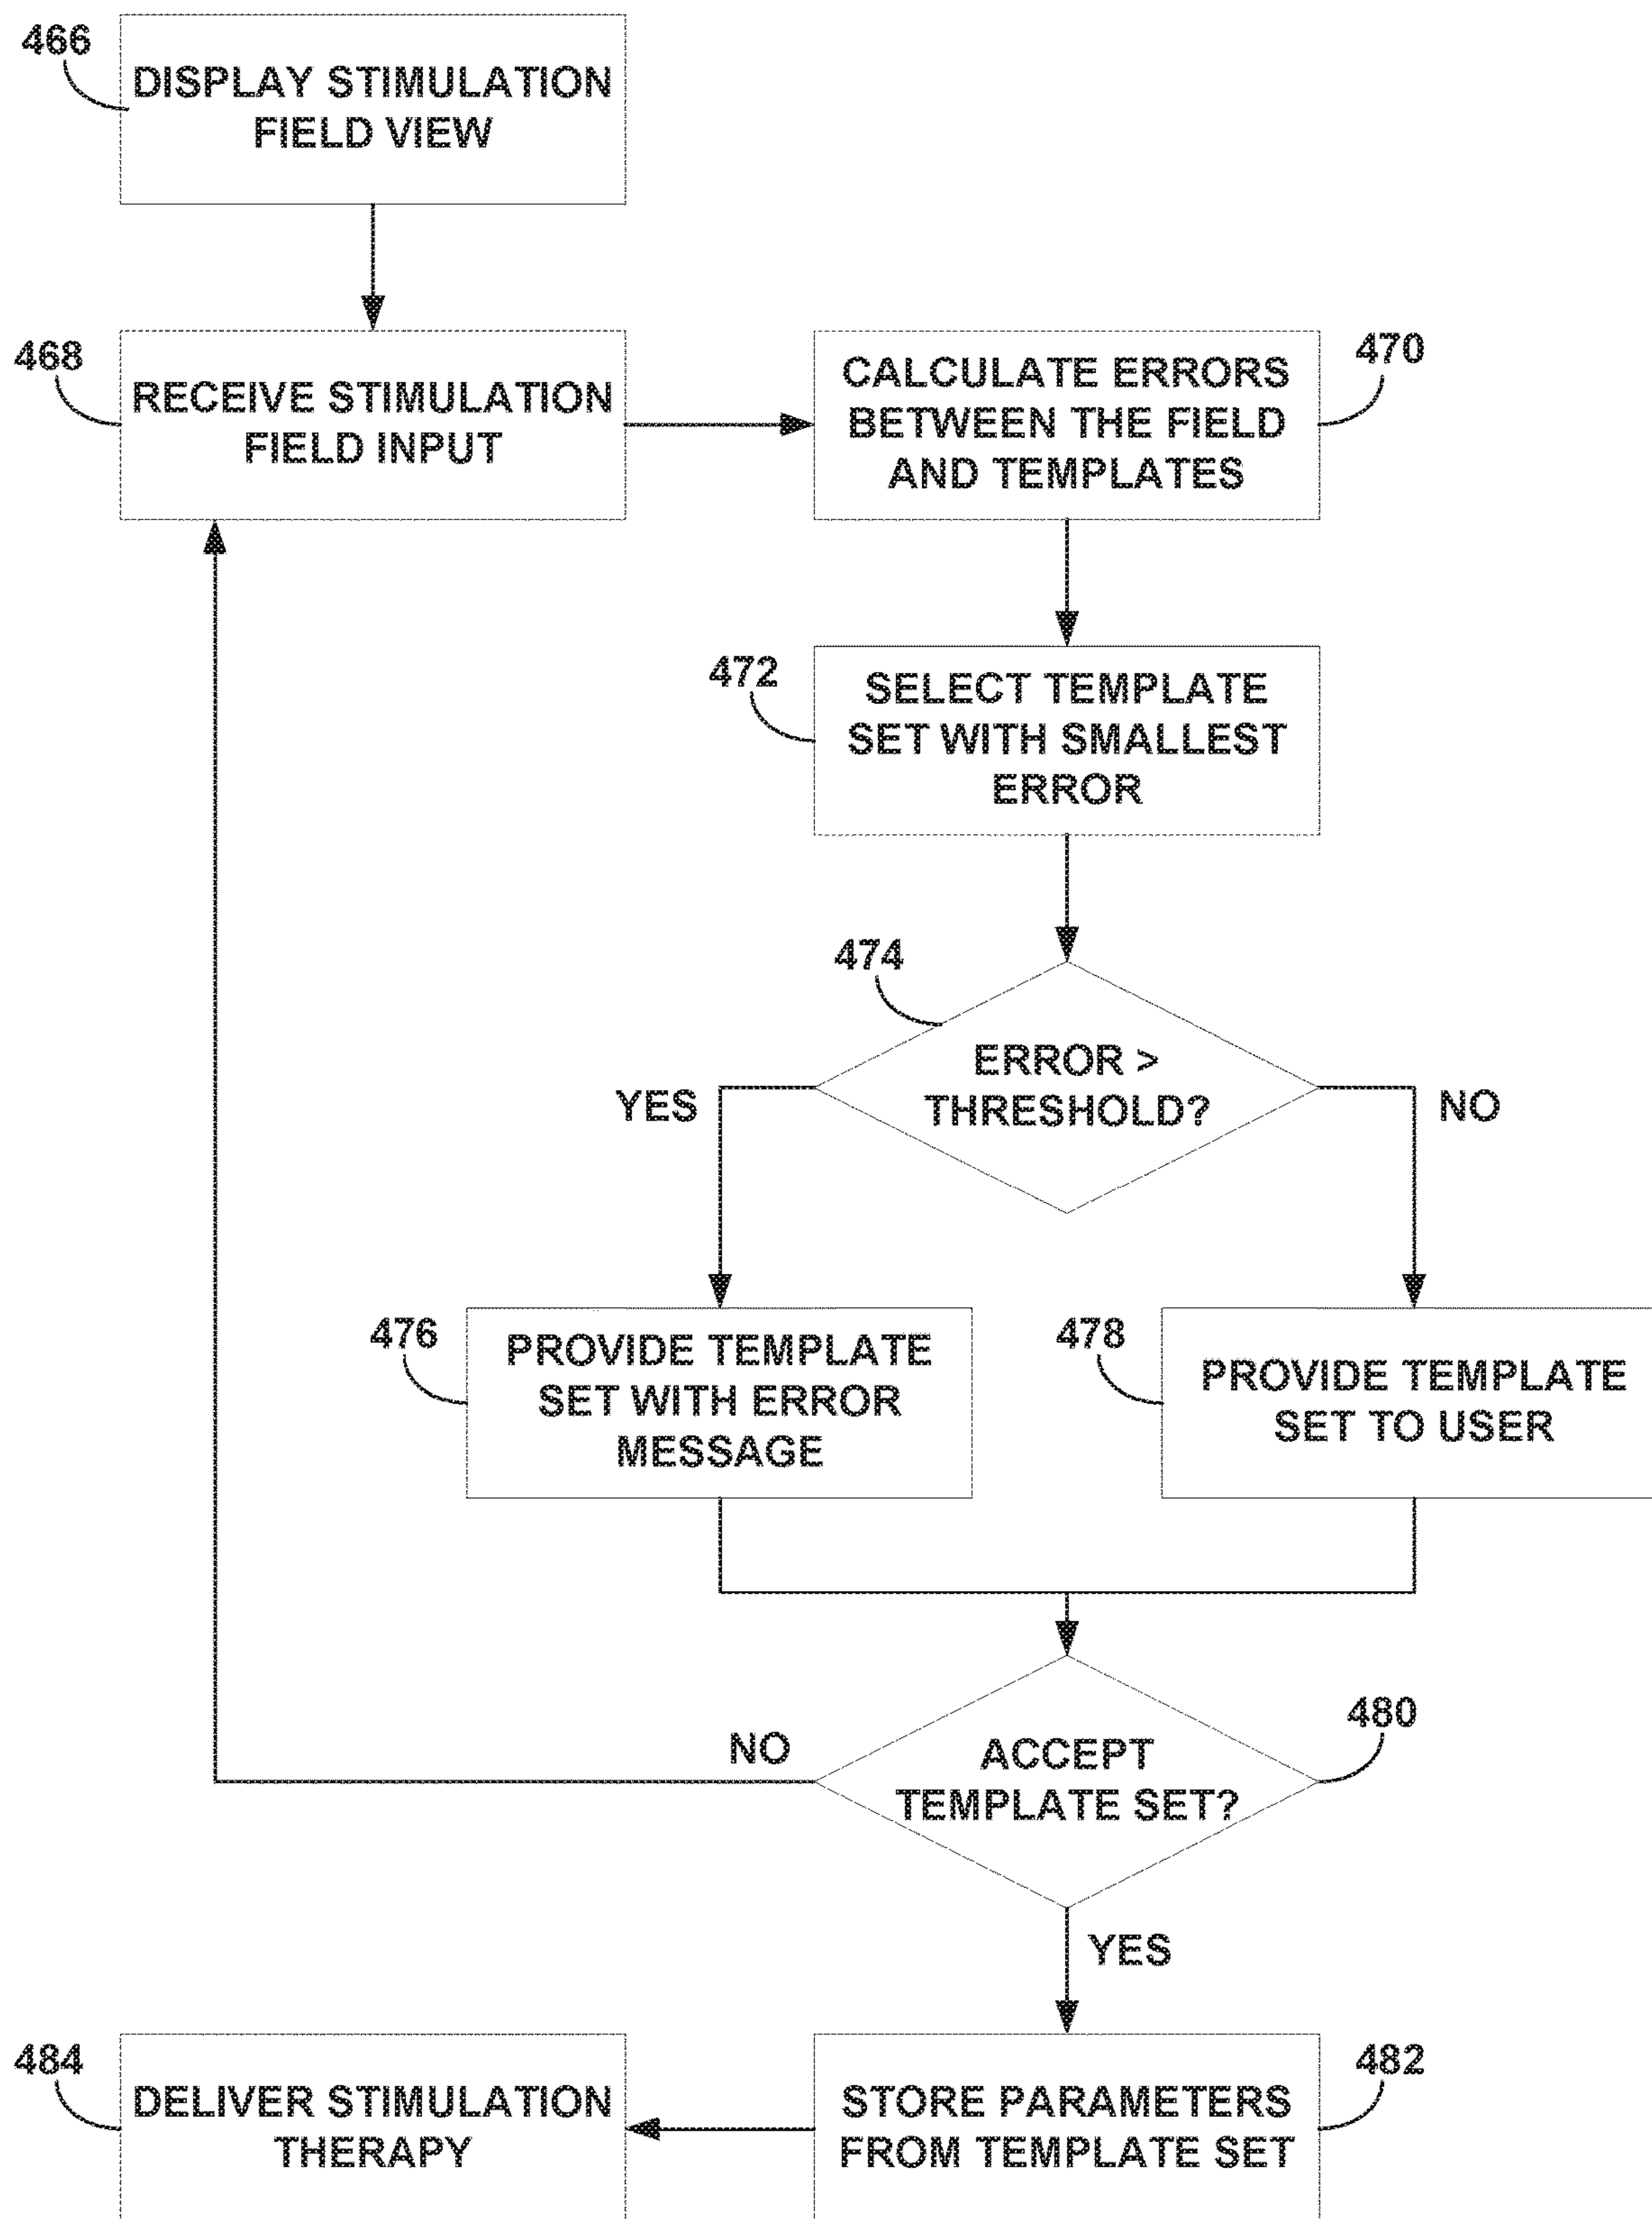 466
DISPLAY STIMULATION
FIELD VIEW
468
RECEIVE STIMULATION
FIELD INPUT
470
CALCULATE ERRORS
BETWEEN THE FIELD
AND TEMPLATES
472
SELECT TEMPLATE
SET WITH SMALLEST
ERROR
474
ERROR >
THRESHOLD?
YES
NO
476
PROVIDE TEMPLATE
SET WITH ERROR
MESSAGE
478
PROVIDE TEMPLATE
SET TO USER
480
ACCEPT
TEMPLATE SET?
NO
YES
482
STORE PARAMETERS
FROM TEMPLATE SET
484
DELIVER STIMULATION
THERAPY